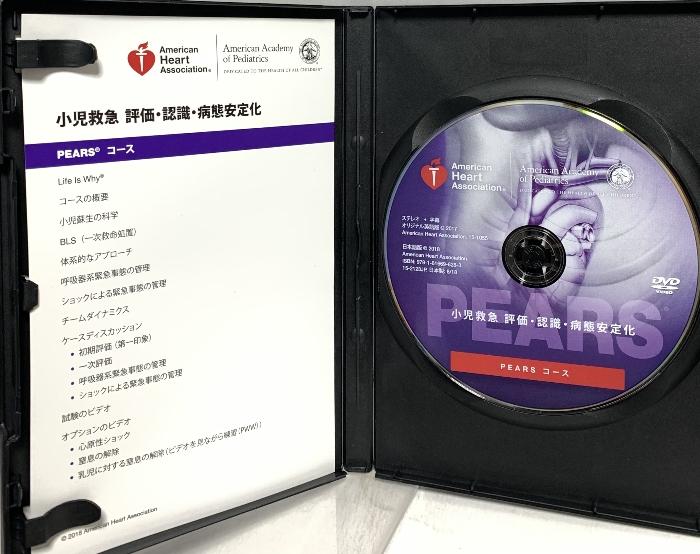 American
Heart
Association®
American Academy
of Pediatrics
DEDICATED TO THE HEALTH OF ALL CHILDREN®
小児救急 評価・認識・病態安定化
PEARS® コース
Life Is Why®
コースの概要
小児蘇生の科学
BLS(一次救命処置)
体系的なアプローチ
呼吸器系緊急事態の管理
ショックによる緊急事態の管理
チームダイナミクス
ケースディスカッション
• 初期評価(第一印象)
• 一次評価
• 呼吸器系緊急事態の管理
• ショックによる緊急事態の管理
試験のビデオ
オプションのビデオ
• 心原性ショック
• 窒息の解除
• 乳児に対する窒息の解除(ビデオを見ながら練習(PWW))
© 2018 American Heart Association
American
Heart
Association®
American Academy
of Pediatrics
DEDICATED TO THE HEALTH OF ALL CHILDREN®
ステレオ • 字幕
オリジナル英語版 © 2017
American Heart Association, 15-1055
日本語版 © 2018
American Heart Association
DVD
VIDEO
PEARS®
小児救急 評価・認識・病態安定化
PEARS コース